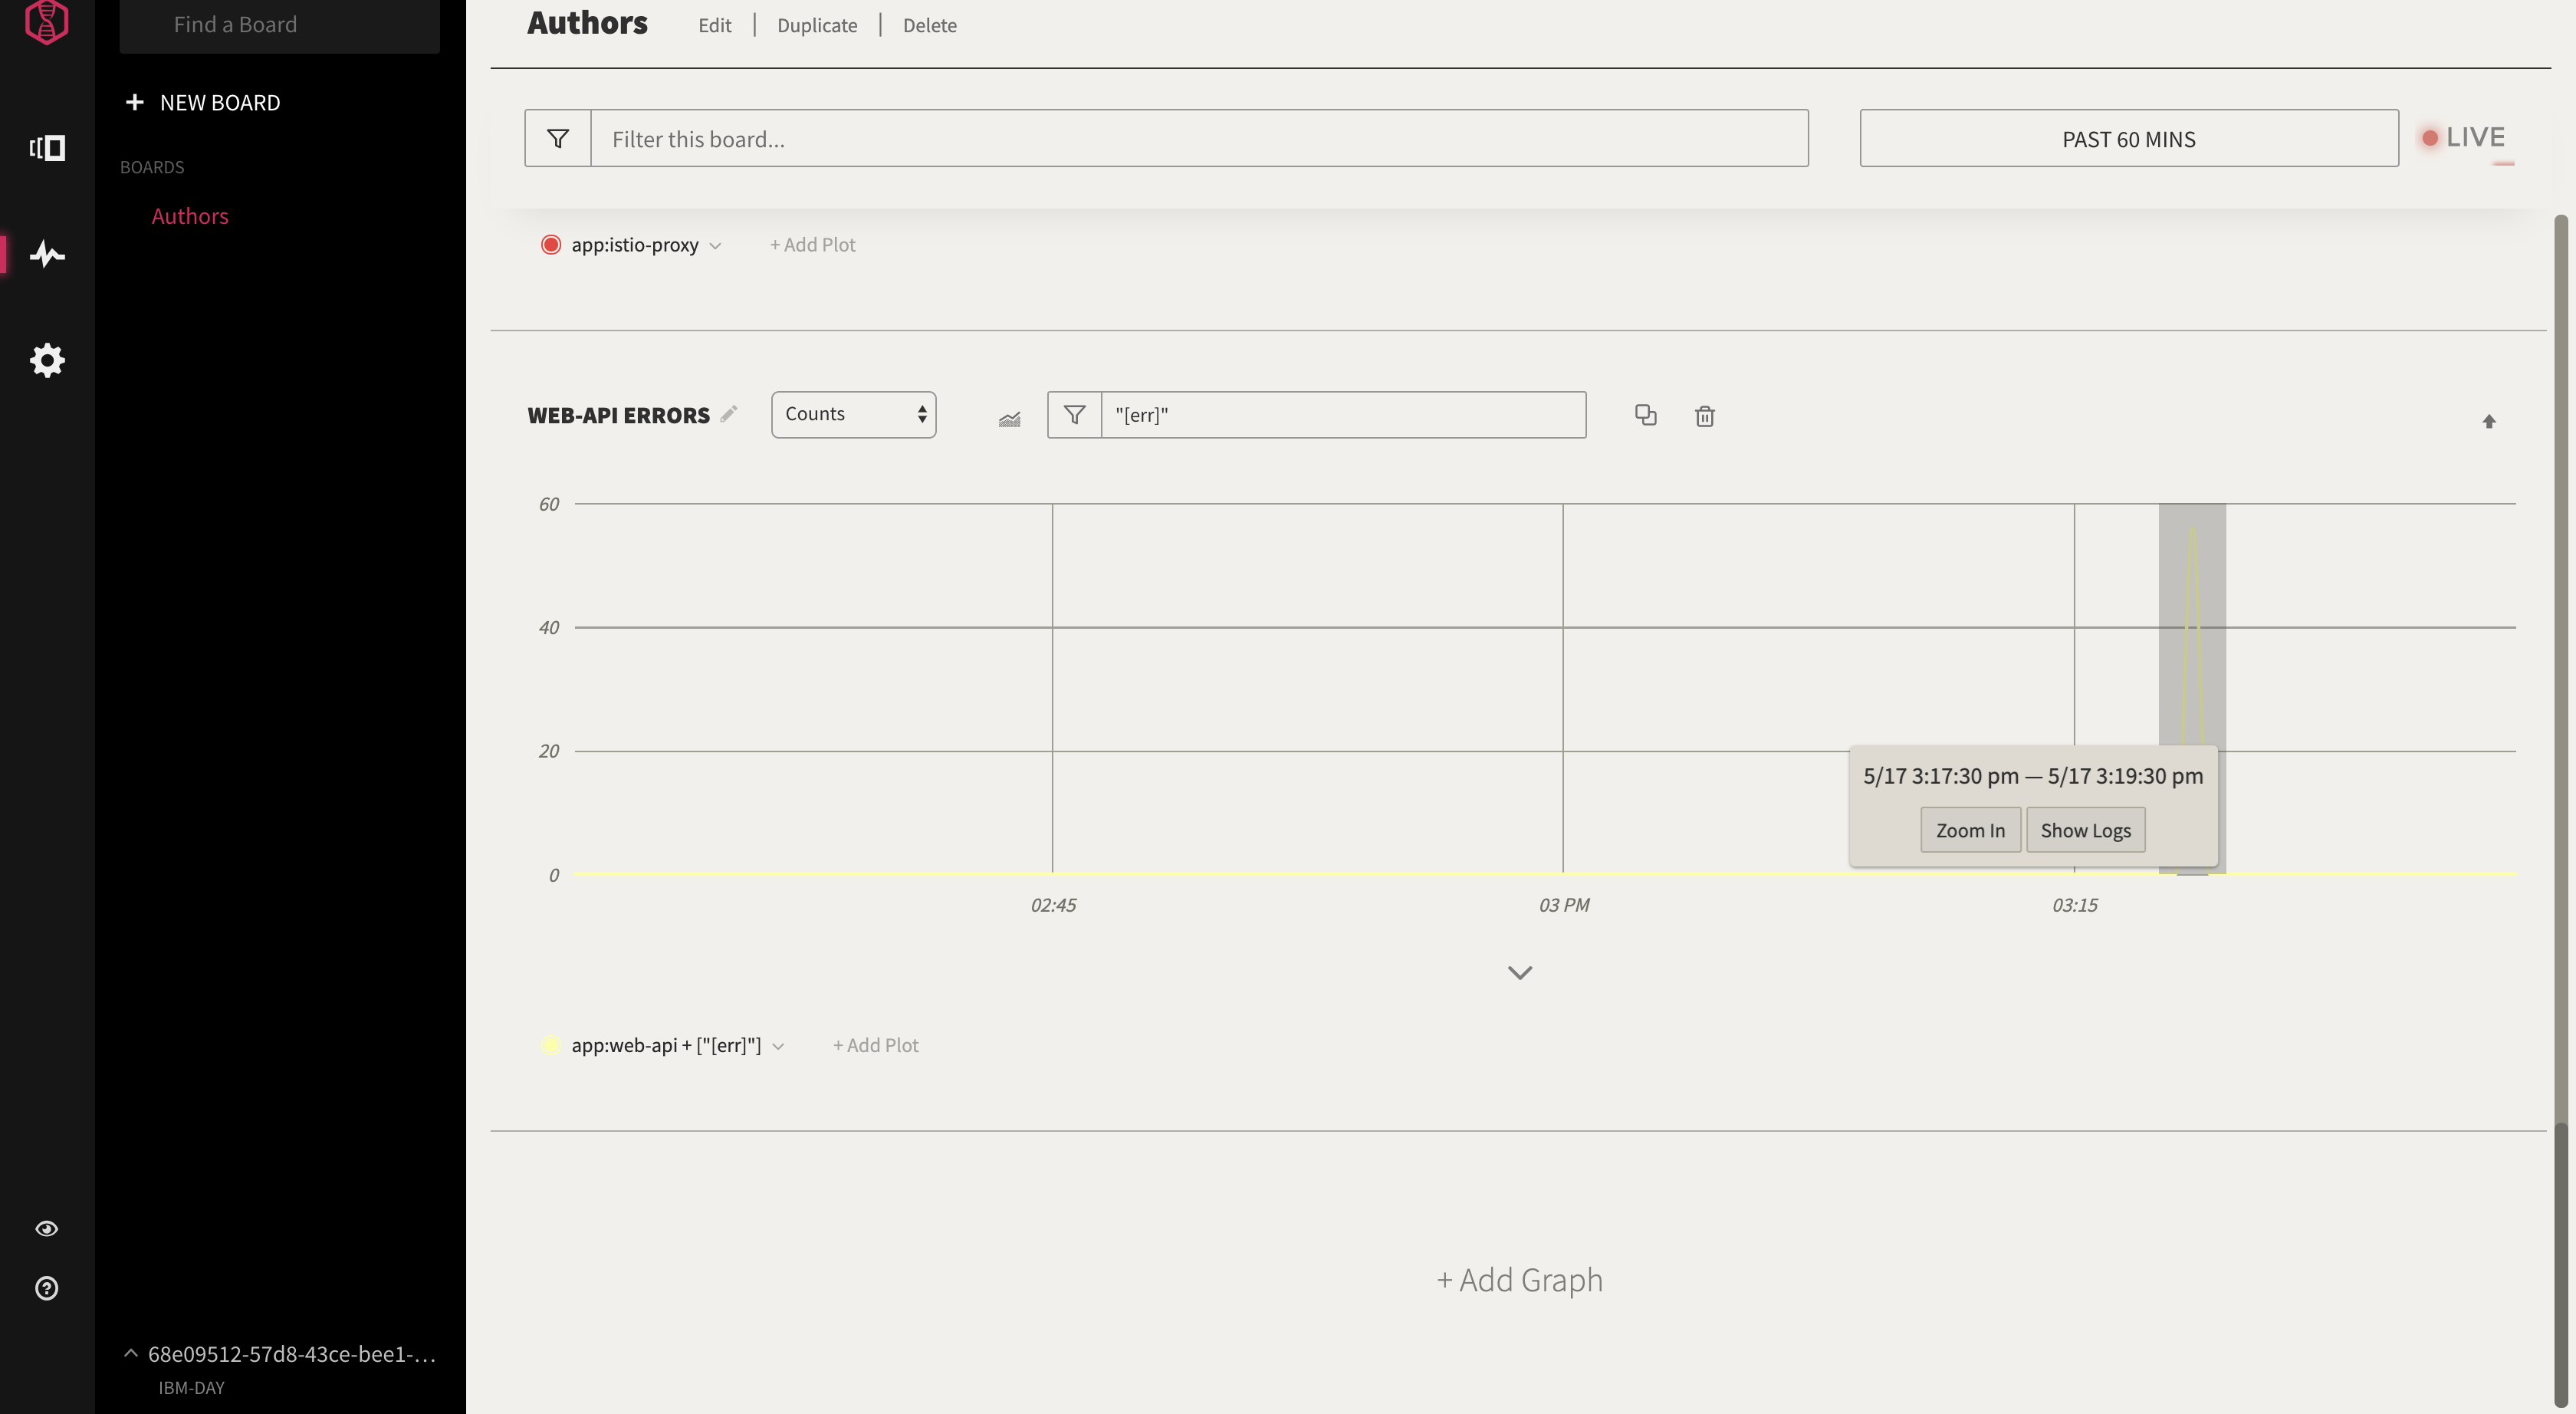 Find a Board
+ NEW BOARD
BOARDS
Authors
68e09512-57d8-43ce-bee1-...
IBM-DAY
Authors Edit | Duplicate | Delete
Filter this board...
PAST 60 MINS
LIVE
app:istio-proxy
+ Add Plot
WEB-API ERRORS
Counts
"[err]"
60
40
20
0
5/17 3:17:30 pm — 5/17 3:19:30 pm
Zoom In
Show Logs
02:45
03 PM
03:15
app:web-api + ["[err]"]
+ Add Plot
+ Add Graph